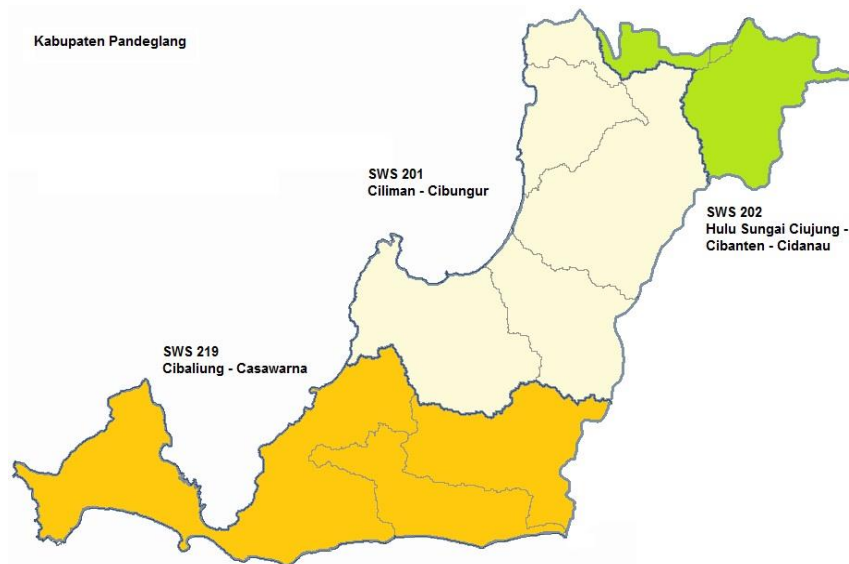 Kabupaten Pandeglang
SWS 201
Ciliman - Cibungur
SWS 202
Hulu Sungai Ciujung -
Cibanten - Cidanau
SWS 219
Cibaliung - Casawarna